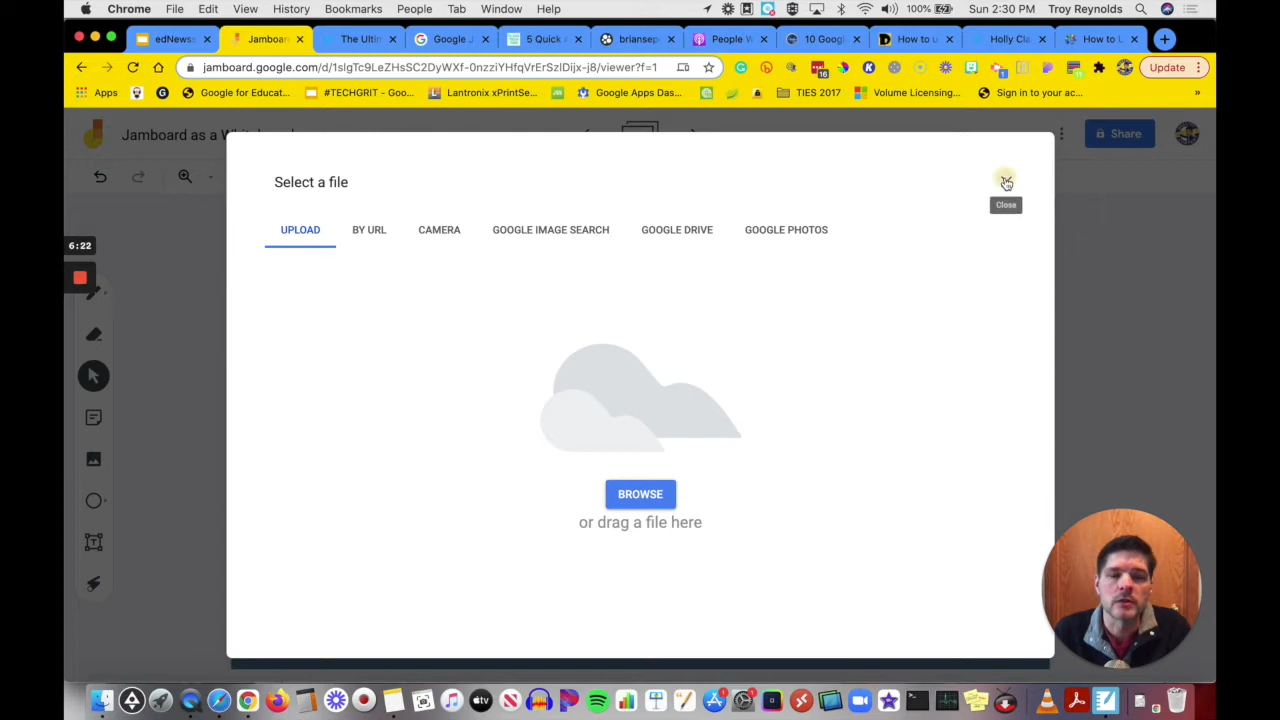 Chrome File Edit View History Bookmarks People Tab Window Help 100% Sun 2:30 PM Troy Reynolds
edNews Jamboar The Ultin Google J 5 Quick A briansep People W 10 Googl How to u Holly Cla How to L
jamboard.google.com/d/1slgTc9LeZHsSC2DyWXf-0nzziYHfqVrErSzlDijx-j8/viewer?f=1 16 1 11 Update
Apps Google for Educat... #TECHGRIT - Goo... Lantronix xPrintSe... Google Apps Das... TIES 2017 Volume Licensing... Sign in to your ac... »
Jamboard as a Whiteboard Share
Select a file
Close
UPLOAD BY URL CAMERA GOOGLE IMAGE SEARCH GOOGLE DRIVE GOOGLE PHOTOS
6:22
BROWSE
or drag a file here